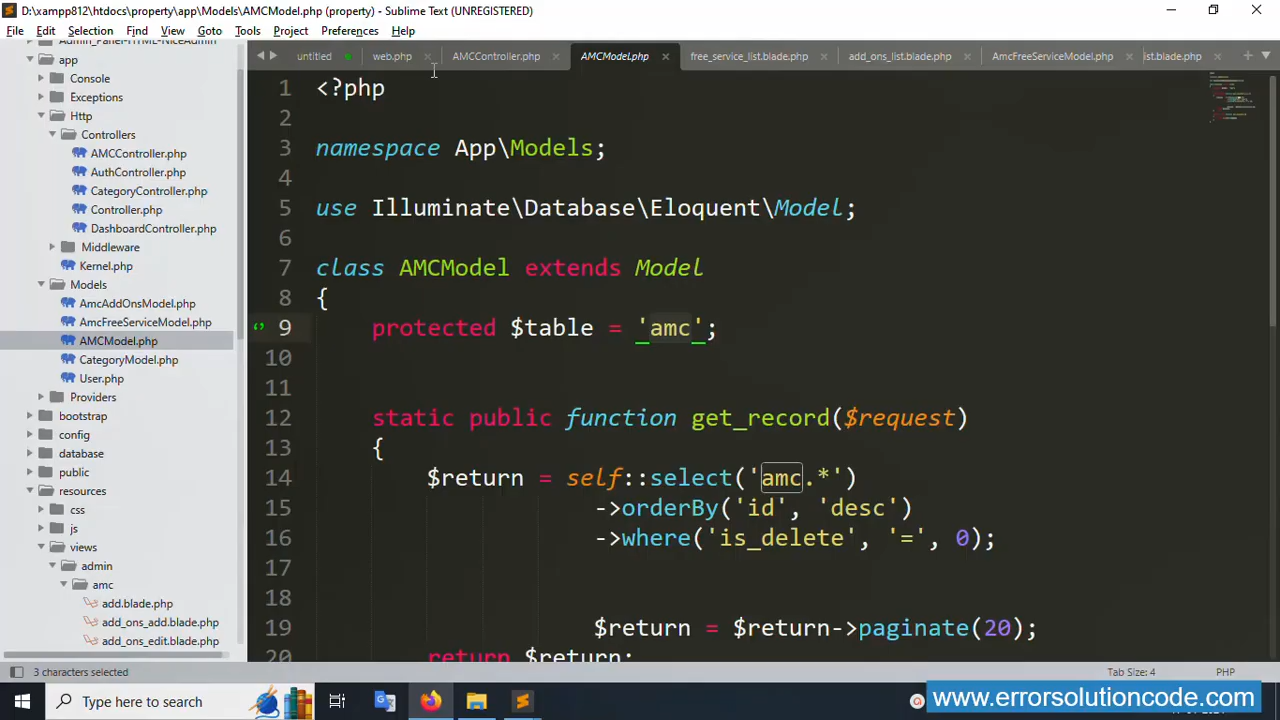 D:\xampp812\htdocs\property\app\Models\AMCModel.php (property) - Sublime Text (UNREGISTERED)
File Edit Selection Find View Goto Tools Project Preferences Help
untitled web.php AMCController.php AMCModel.php free_service_list.blade.php add_ons_list.blade.php AmcFreeServiceModel.php ist.blade.php
Admin_Panel-HTML-NiceAdmin
app
Console
Exceptions
Http
Controllers
AMCController.php
AuthController.php
CategoryController.php
Controller.php
DashboardController.php
Middleware
Kernel.php
Models
AmcAddOnsModel.php
AmcFreeServiceModel.php
AMCModel.php
CategoryModel.php
User.php
Providers
bootstrap
config
database
public
resources
css
js
views
admin
amc
add.blade.php
add_ons_add.blade.php
add_ons_edit.blade.php
1 <?php
2
3 namespace App\Models;
4
5 use Illuminate\Database\Eloquent\Model;
6
7 class AMCModel extends Model
8 {
9 protected $table = 'amc';
10
11
12 static public function get_record($request)
13 {
14 $return = self::select('amc.*')
15 ->orderBy('id', 'desc')
16 ->where('is_delete', '=', 0);
17
18
19 $return = $return->paginate(20);
20 return $return;
3 characters selected
Tab Size: 4
PHP
Type here to search
www.errorsolutioncode.com